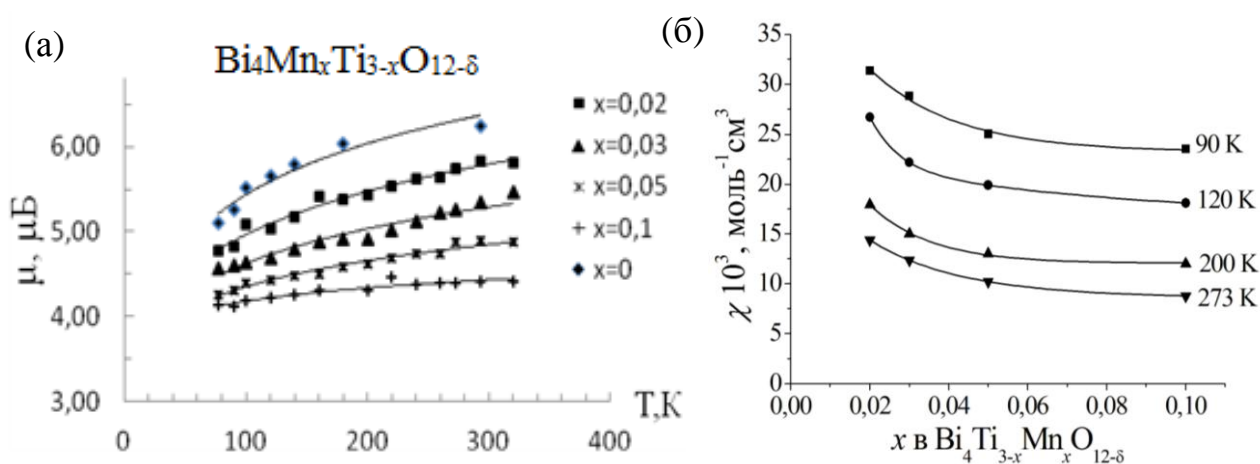 (а)
Bi4MnxTi3-xO12-δ
μ, μБ
6,00
5,00
4,00
3,00
0
100
200
300
400
Т,К
x=0,02
x=0,03
x=0,05
x=0,1
x=0
(б)
χ 10³, моль⁻¹см³
35
30
25
20
15
10
5
0
0,00
0,02
0,04
0,06
0,08
0,10
90 K
120 K
200 K
273 K
x в Bi4Ti3-xMnxO12-δ